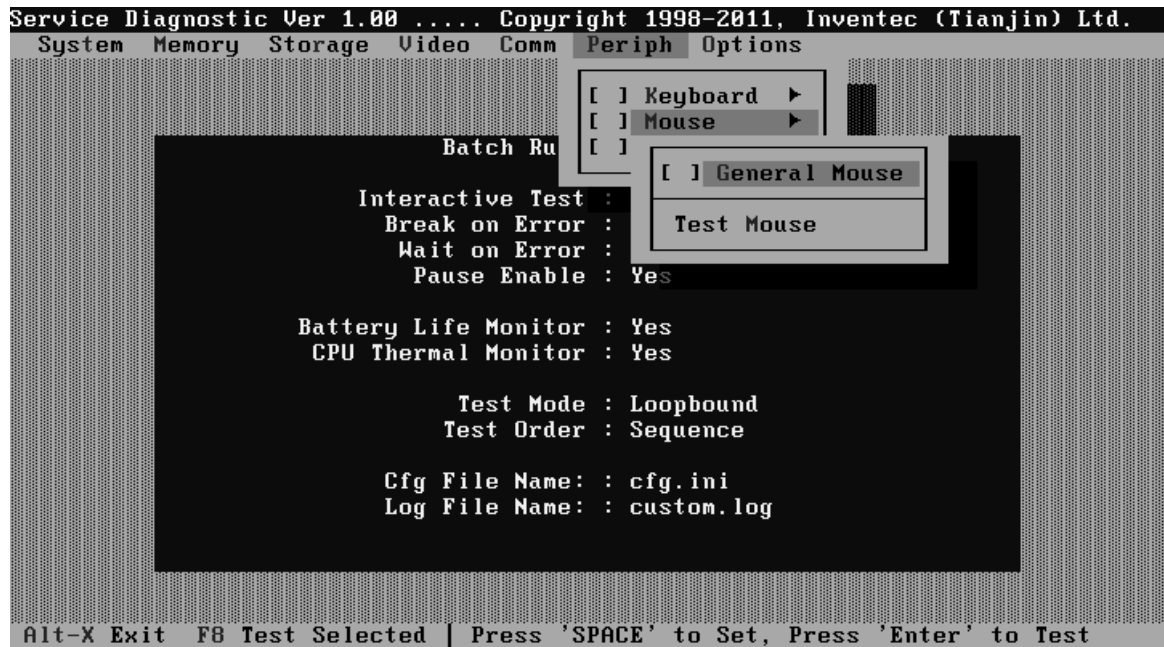 Service Diagnostic Ver 1.00 ..... Copyright 1998-2011, Inventec (Tianjin) Ltd.
System Memory Storage Video Comm Periph Options
[ ] Keyboard ►
[ ] Mouse ►
[ ]
[ ] General Mouse
Test Mouse
Batch Ru
Interactive Test :
Break on Error :
Wait on Error :
Pause Enable : Yes
Battery Life Monitor : Yes
CPU Thermal Monitor : Yes
Test Mode : Loopbound
Test Order : Sequence
Cfg File Name: : cfg.ini
Log File Name: : custom.log
Alt-X Exit F8 Test Selected | Press 'SPACE' to Set, Press 'Enter' to Test